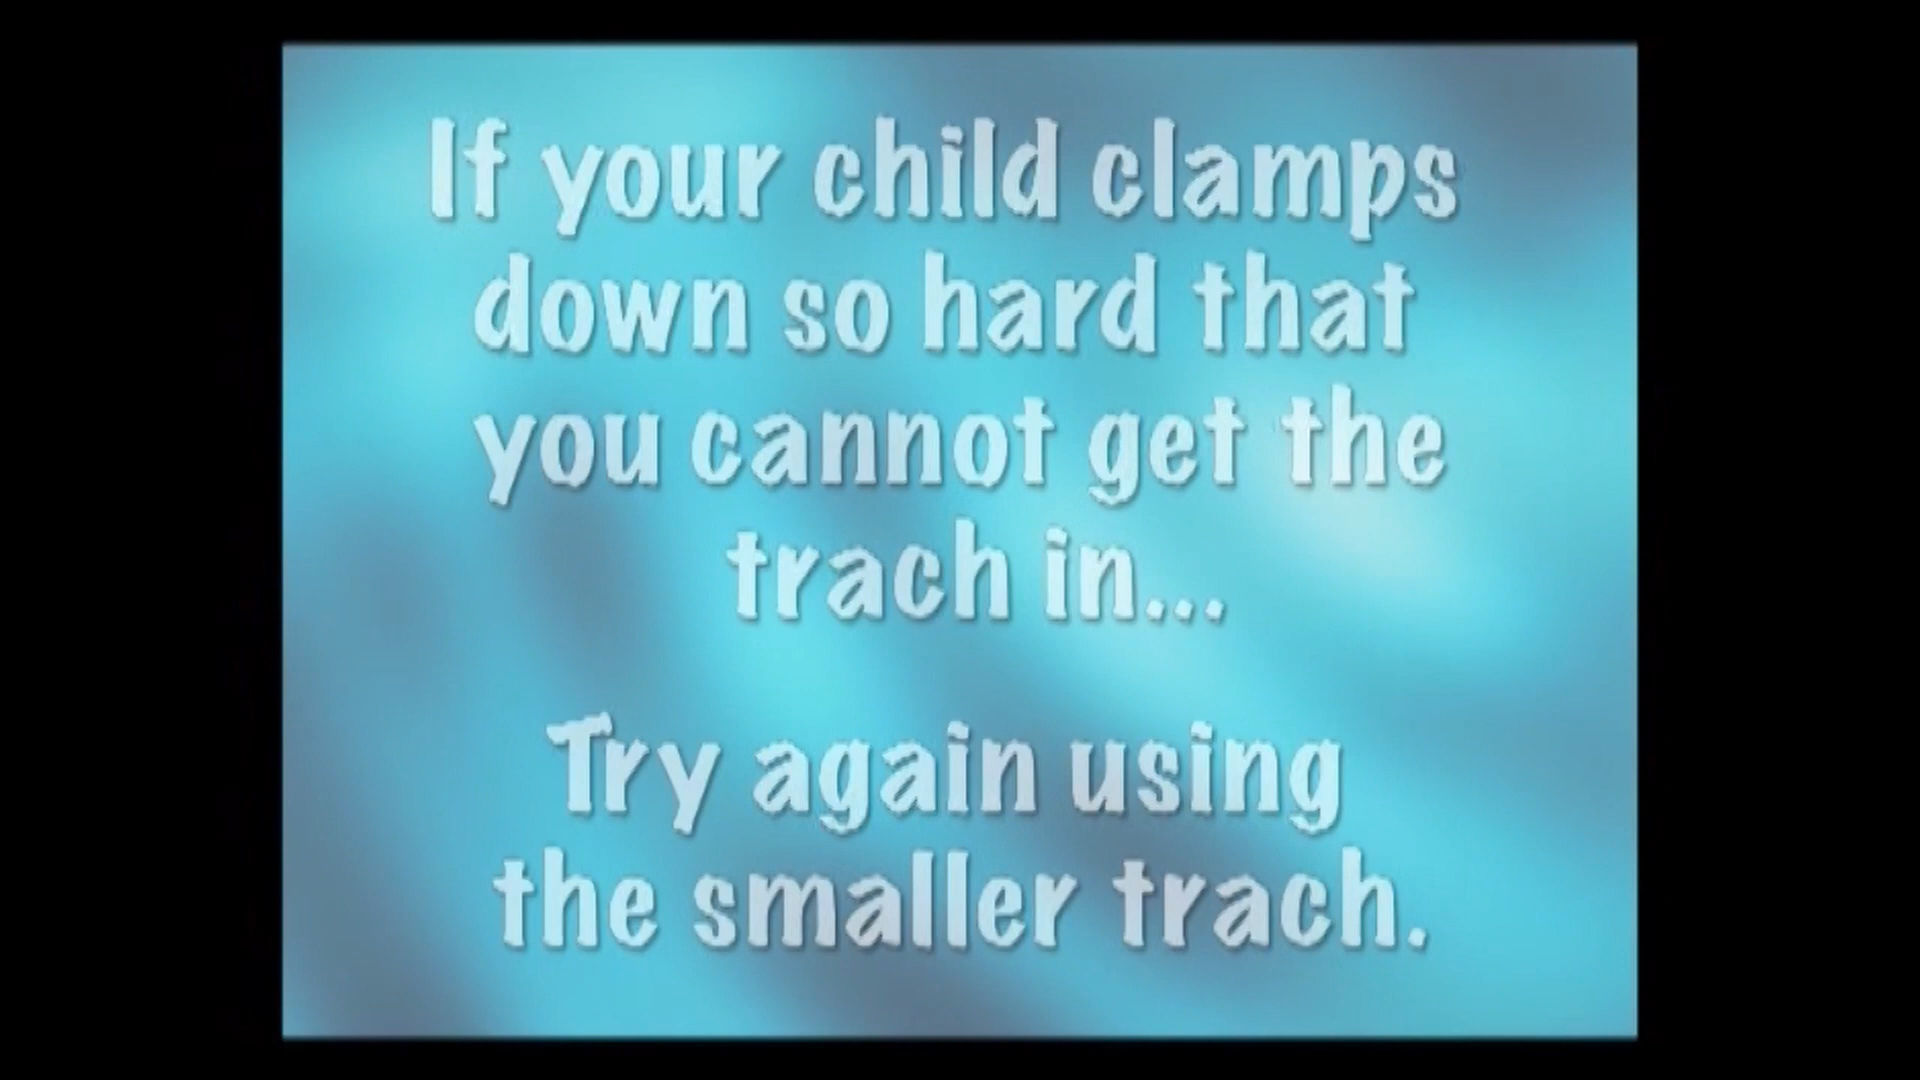 If your child clamps
down so hard that
you cannot get the
trach in...
Try again using
the smaller trach.